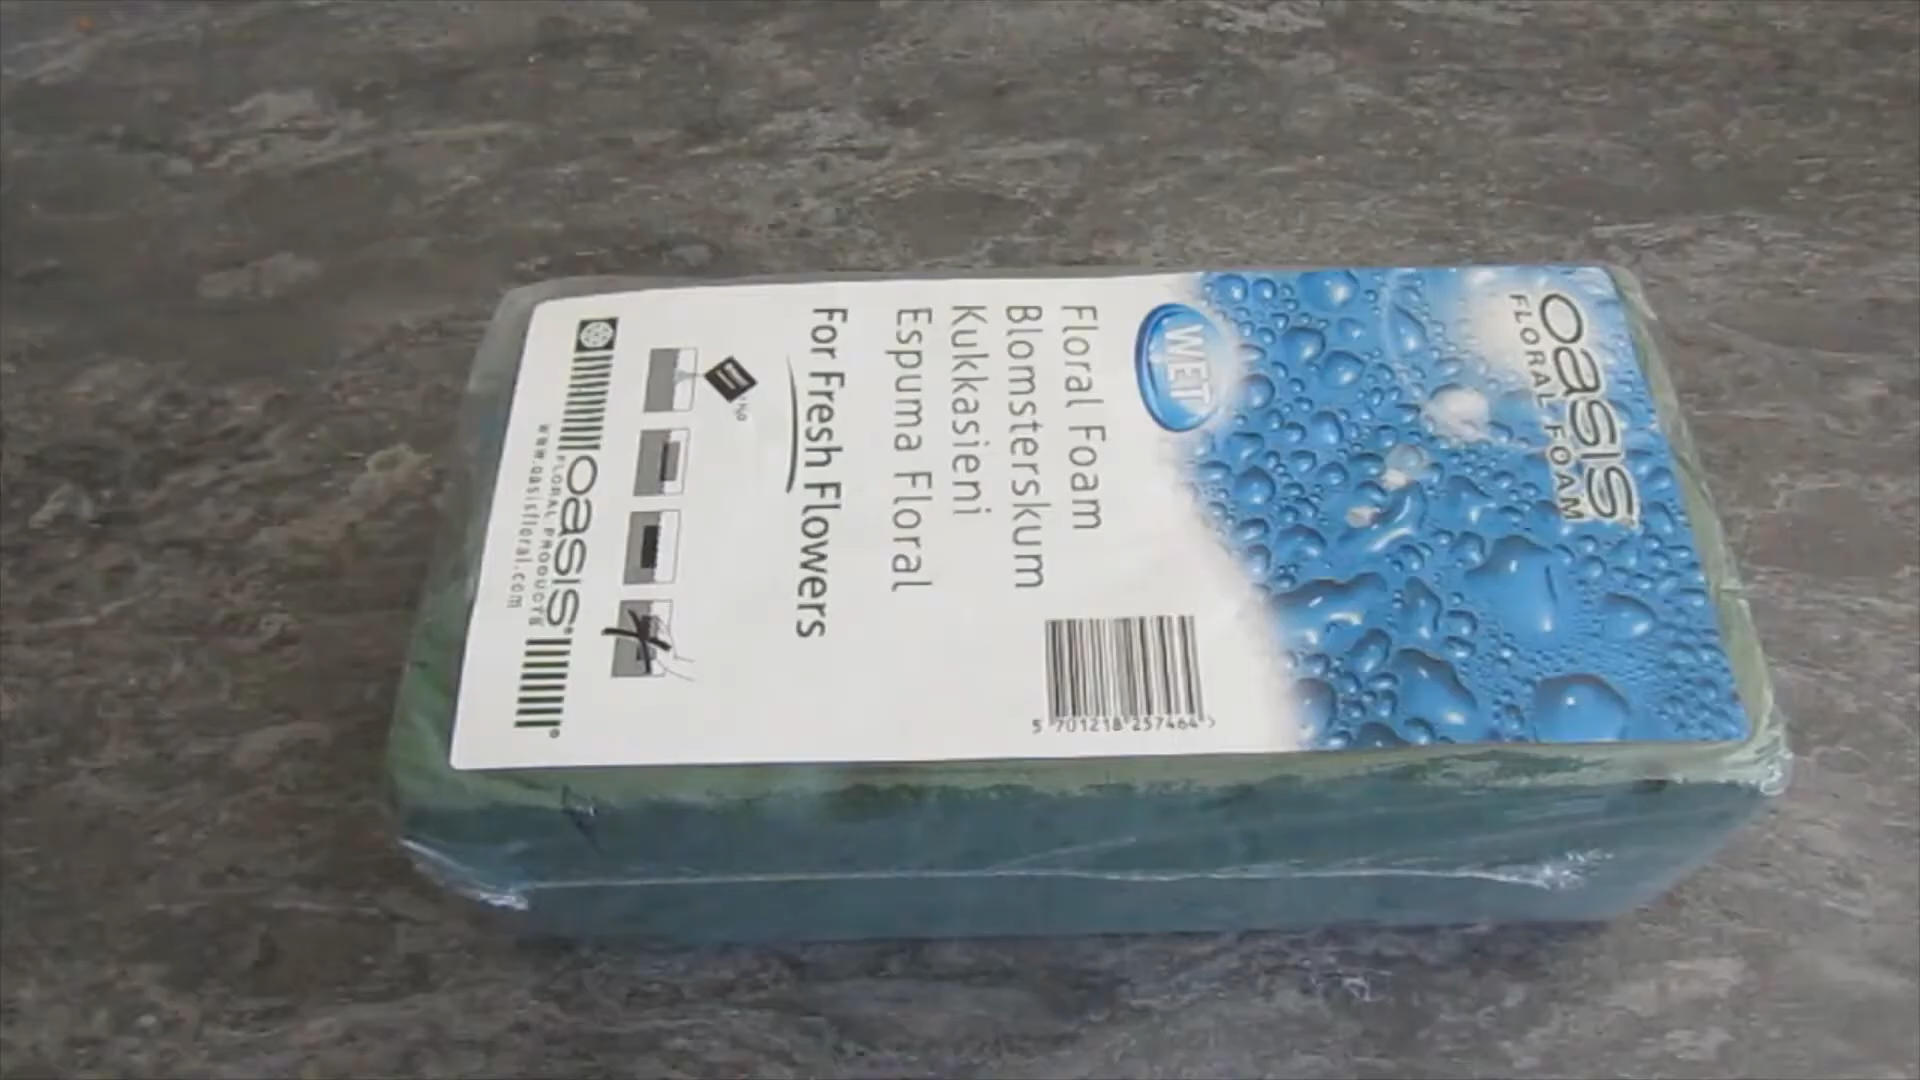 OASIS
FLORAL FOAM
WET
Floral Foam
Blomsterskum
Kukkasieni
Espuma Floral
For Fresh Flowers
5 701218 257464 >
OASIS®
FLORAL PRODUCTS
www.oasisfloral.com